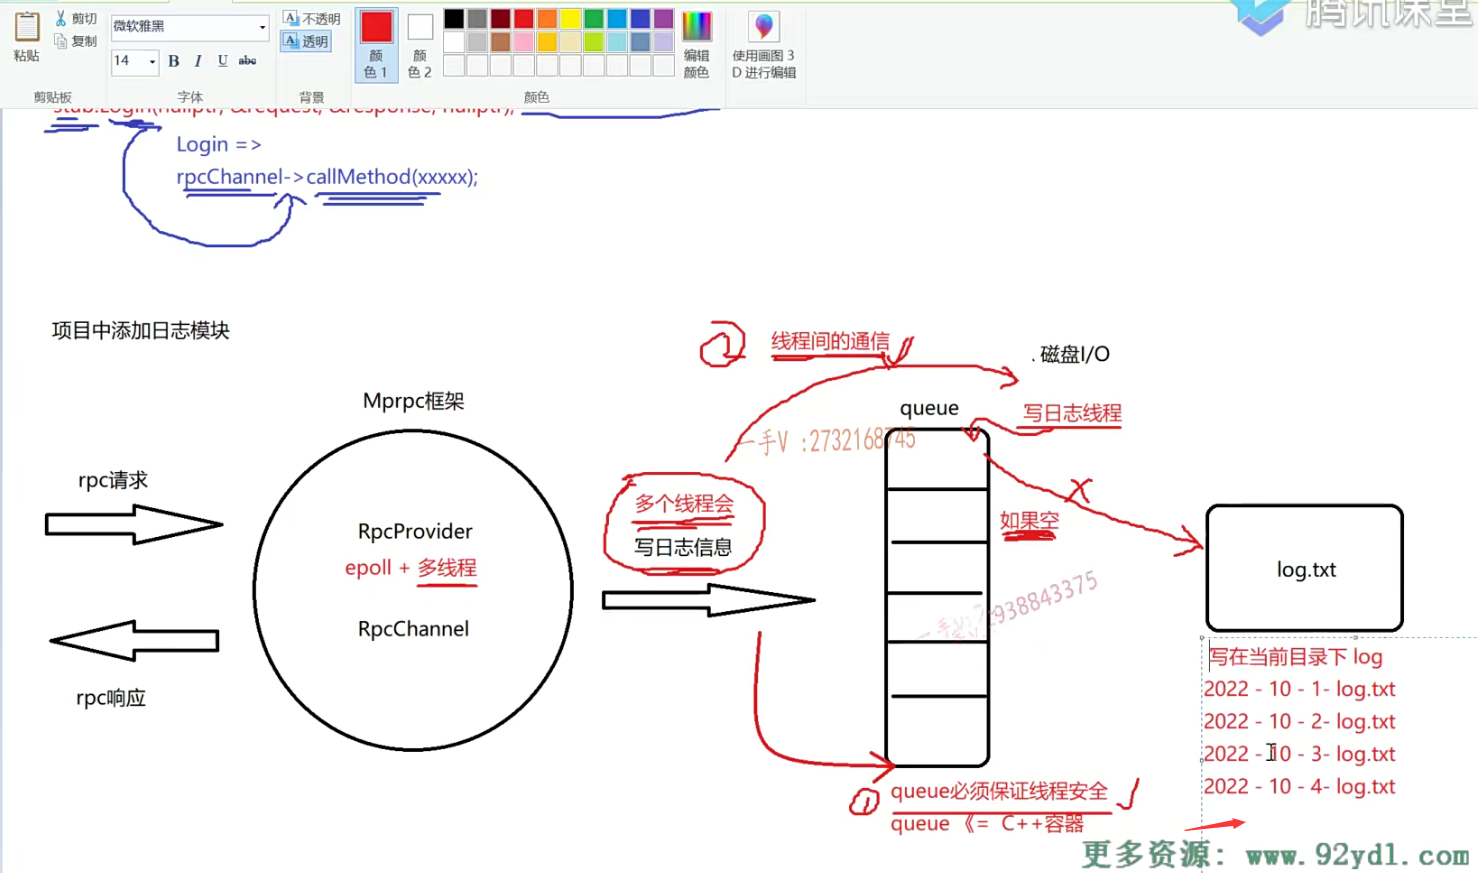 腾讯课堂
粘贴
剪切
复制
微软雅黑
14
B I U abc
不透明
透明
颜色 1
颜色 2
编辑颜色
使用画图 3D 进行编辑
剪贴板
字体
背景
颜色
stub.Login(nullptr, &request, &response, nullptr);
Login =>
rpcChannel->callMethod(xxxxx);
项目中添加日志模块
2
线程间的通信
. 磁盘I/O
Mprpc框架
queue
写日志线程
一手V :2732168745
rpc请求
多个线程会
写日志信息
如果空
RpcProvider
epoll + 多线程
RpcChannel
log.txt
938843375
rpc响应
写在当前目录下 log
2022 - 10 - 1- log.txt
2022 - 10 - 2- log.txt
2022 - 10 - 3- log.txt
2022 - 10 - 4- log.txt
1
queue必须保证线程安全
queue 《= C++容器
更多资源: www.92ydl.com